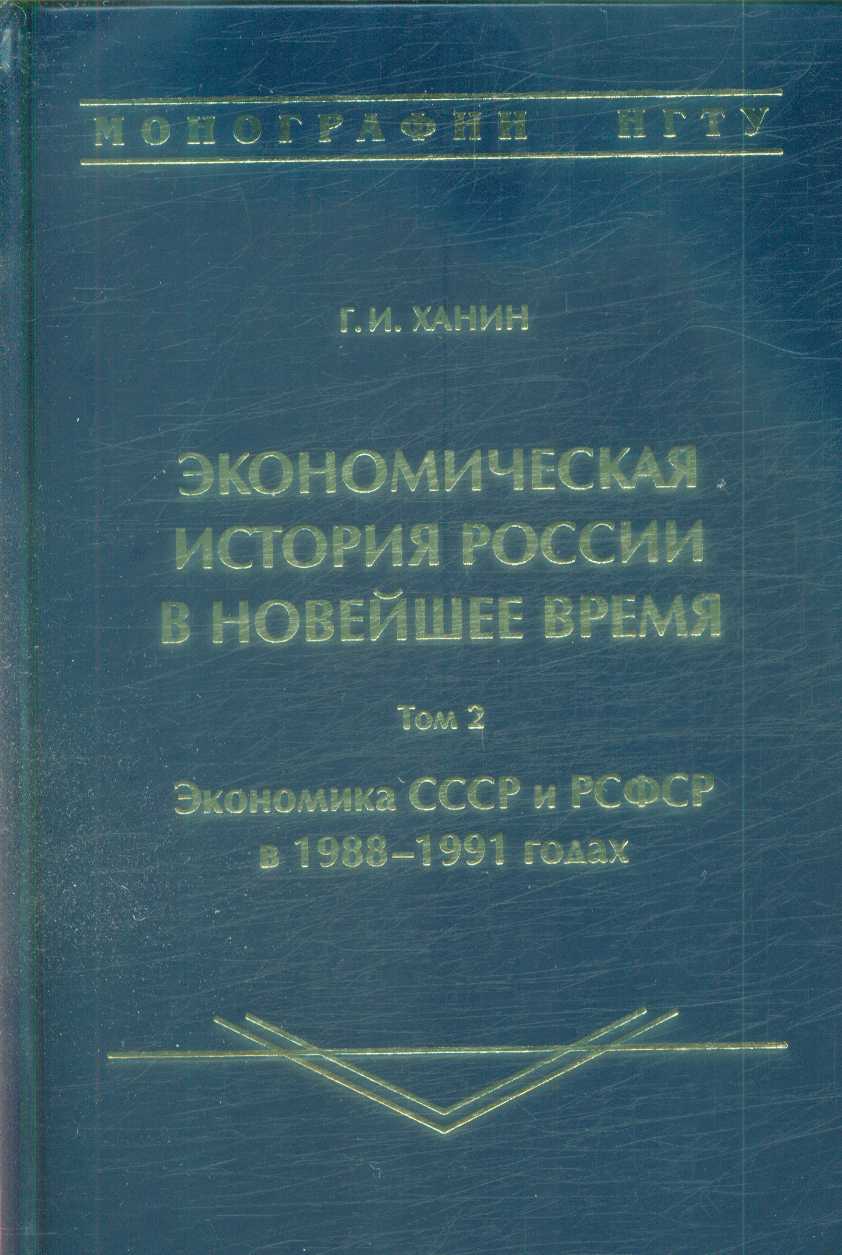 МОНОГРАФИИ НГТУ
Г. И. ХАНИН
ЭКОНОМИЧЕСКАЯ
ИСТОРИЯ РОССИИ
В НОВЕЙШЕЕ ВРЕМЯ
Том 2
Экономика СССР и РСФСР
в 1988–1991 годах